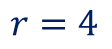 r = 4